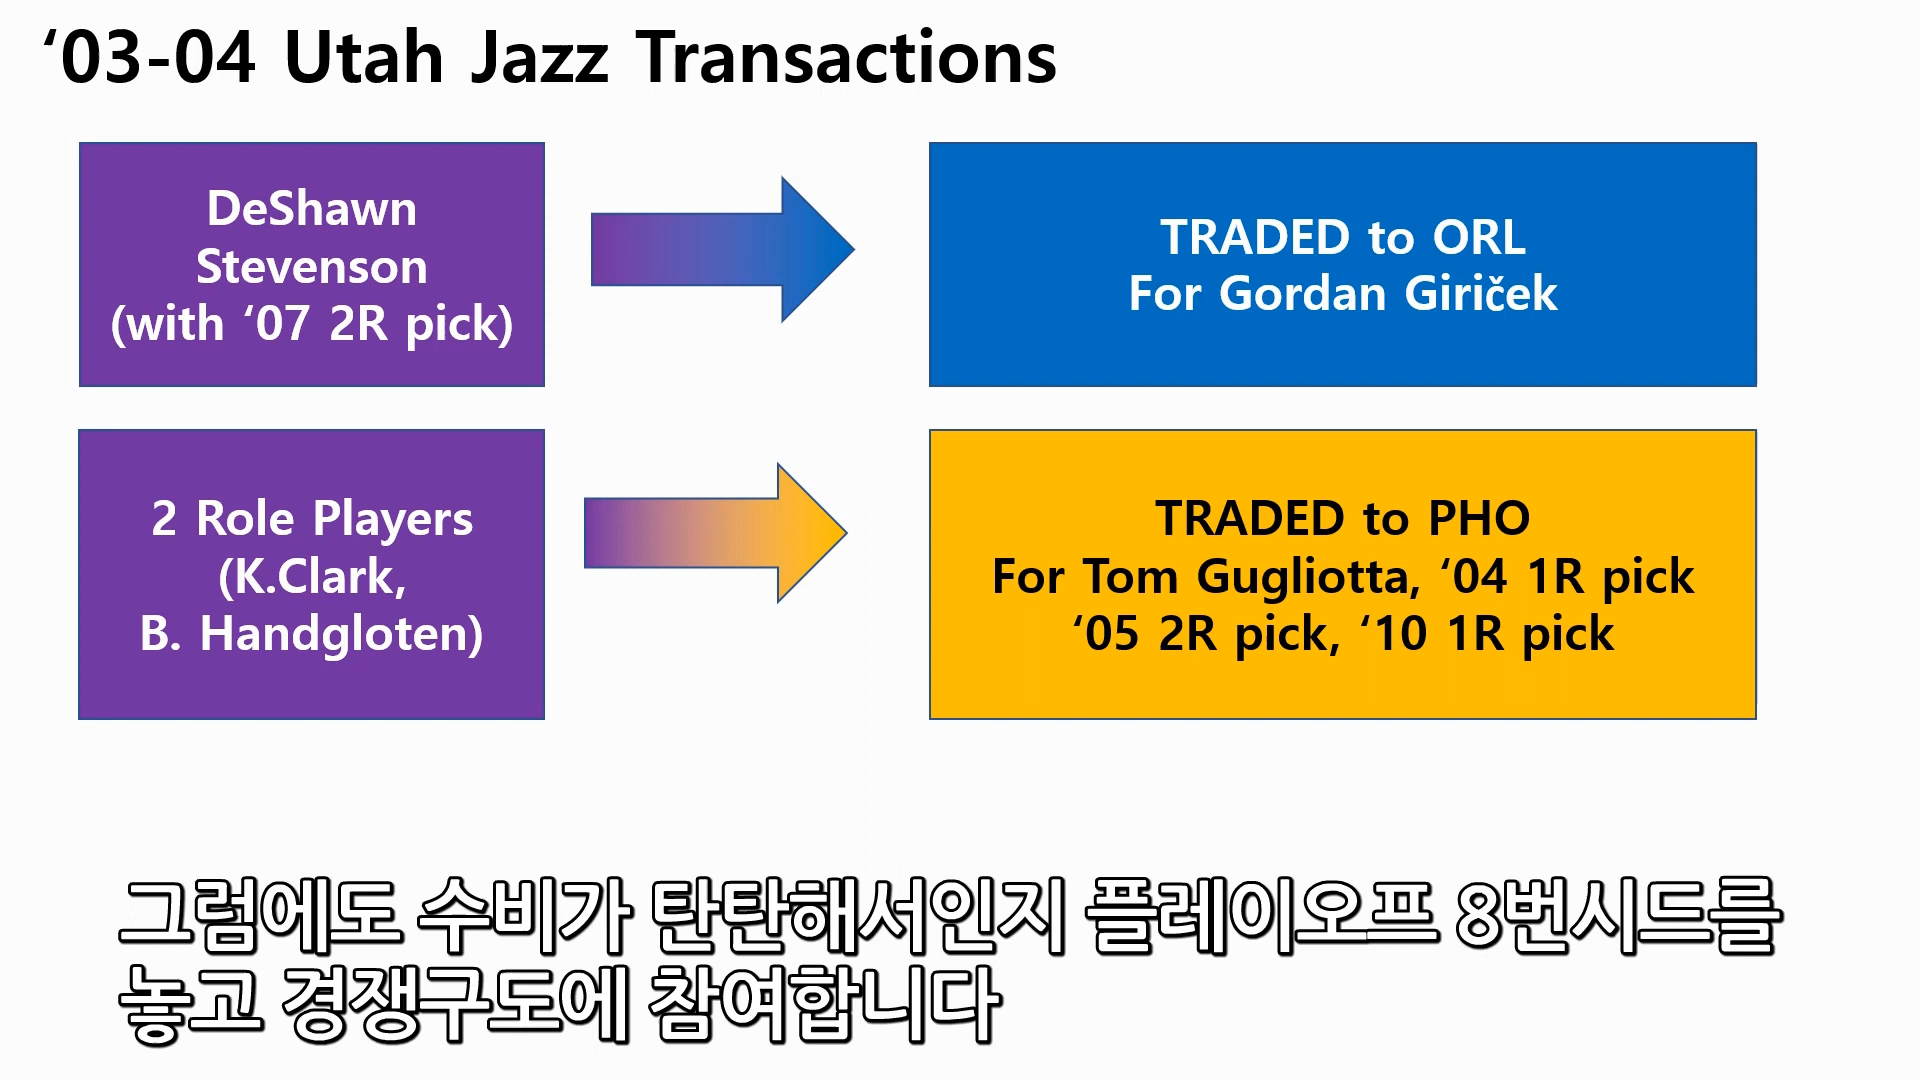 ‘03-04 Utah Jazz Transactions
DeShawn
Stevenson
(with ‘07 2R pick)
TRADED to ORL
For Gordan Giriček
2 Role Players
(K.Clark,
B. Handgloten)
TRADED to PHO
For Tom Gugliotta, ‘04 1R pick
‘05 2R pick, ‘10 1R pick
그럼에도 수비가 탄탄해서인지 플레이오프 8번시드를
놓고 경쟁구도에 참여합니다